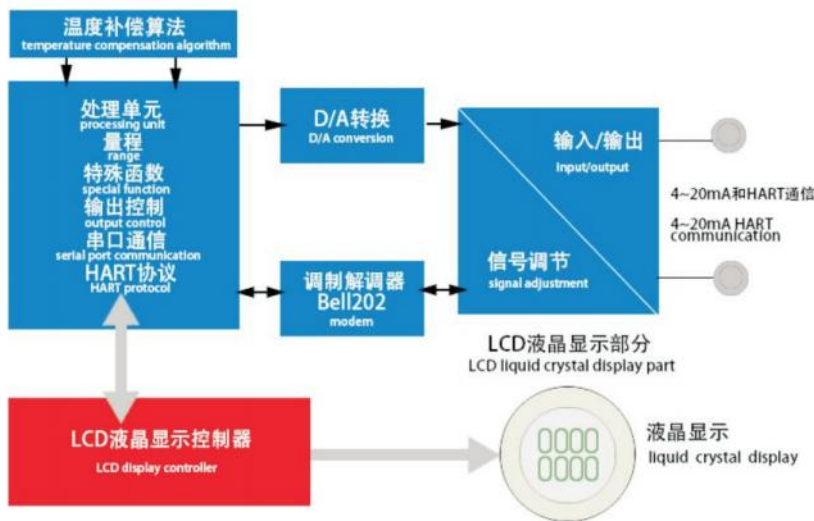 温度补偿算法
temperature compensation algorithm
处理单元
processing unit
量程
range
特殊函数
special function
输出控制
output control
串口通信
serial port communication
HART协议
HART protocol
D/A转换
D/A conversion
调制解调器
Bell202
modem
输入/输出
input/output
信号调节
signal adjustment
4~20mA和HART通信
4~20mA HART
communication
LCD液晶显示部分
LCD liquid crystal display part
LCD液晶显示控制器
LCD display controller
0000
0000
液晶显示
liquid crystal display